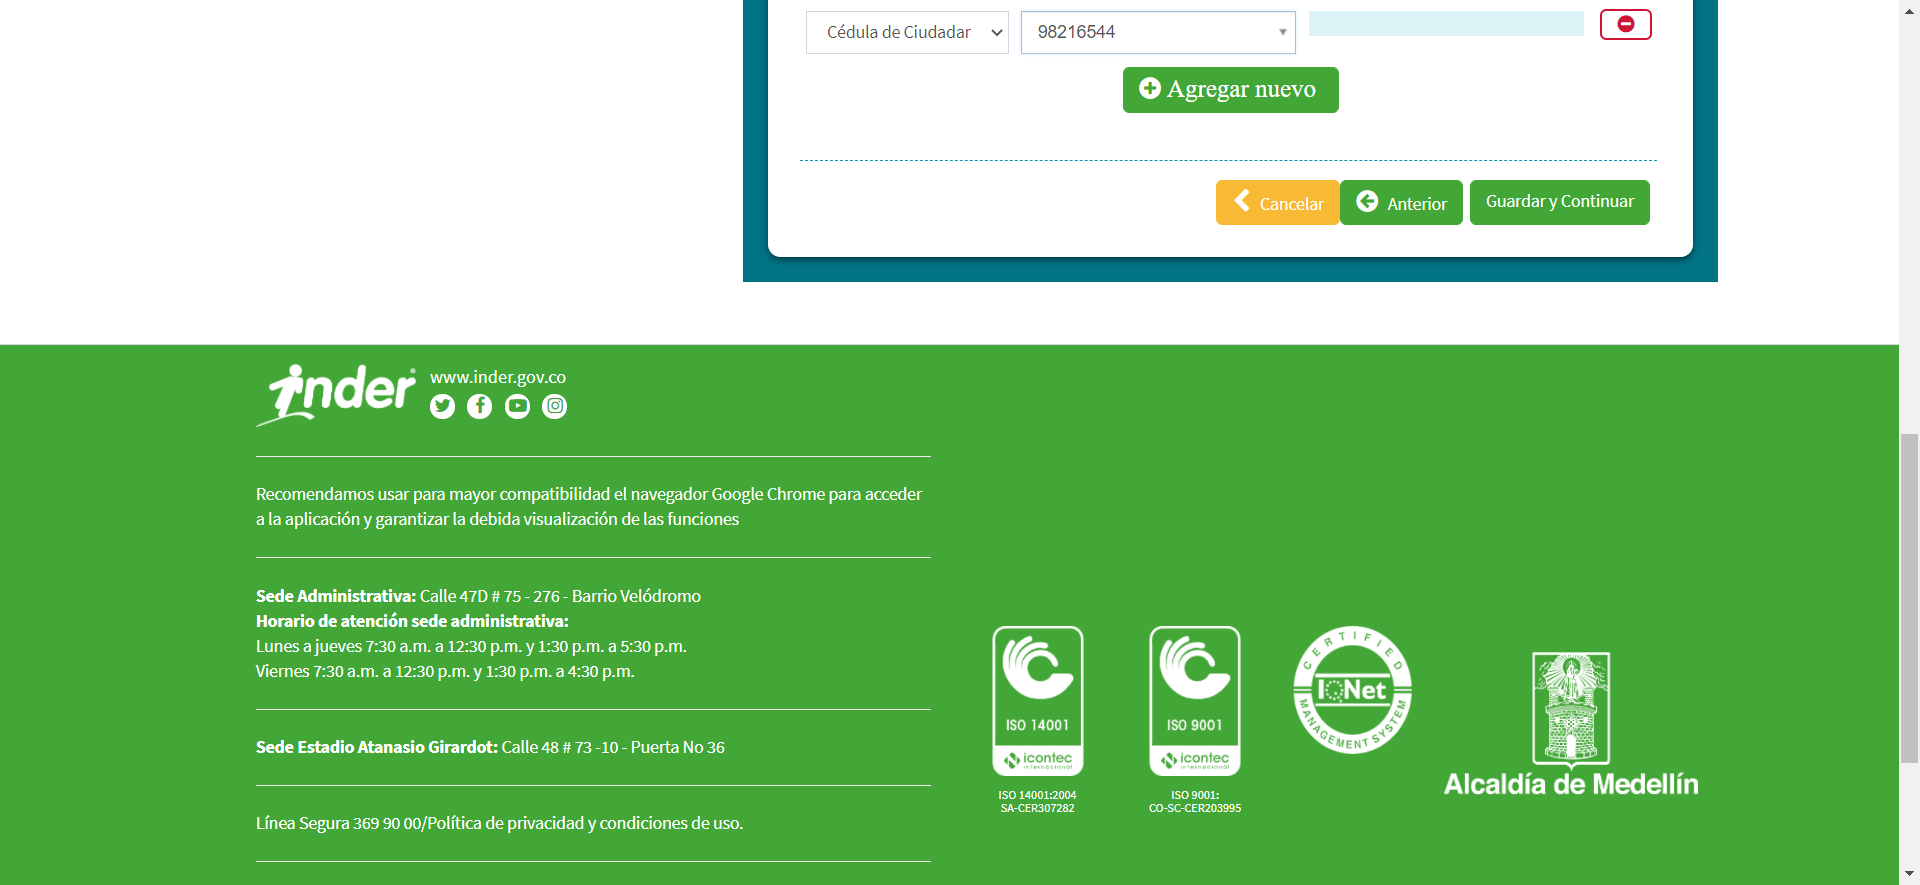 Cédula de Ciudadar
98216544
Agregar nuevo
Cancelar
Anterior
Guardar y Continuar
inder
www.inder.gov.co
Recomendamos usar para mayor compatibilidad el navegador Google Chrome para acceder
a la aplicación y garantizar la debida visualización de las funciones
Sede Administrativa: Calle 47D # 75 - 276 - Barrio Velódromo
Horario de atención sede administrativa:
Lunes a jueves 7:30 a.m. a 12:30 p.m. y 1:30 p.m. a 5:30 p.m.
Viernes 7:30 a.m. a 12:30 p.m. y 1:30 p.m. a 4:30 p.m.
Sede Estadio Atanasio Girardot: Calle 48 # 73 -10 - Puerta No 36
Línea Segura 369 90 00/Política de privacidad y condiciones de uso.
ISO 14001
icontec
internacional
ISO 14001:2004
SA-CER307282
ISO 9001
icontec
internacional
ISO 9001:
CO-SC-CER203995
CERTIFIED
IQNet
MANAGEMENT SYSTEM
Alcaldía de Medellín